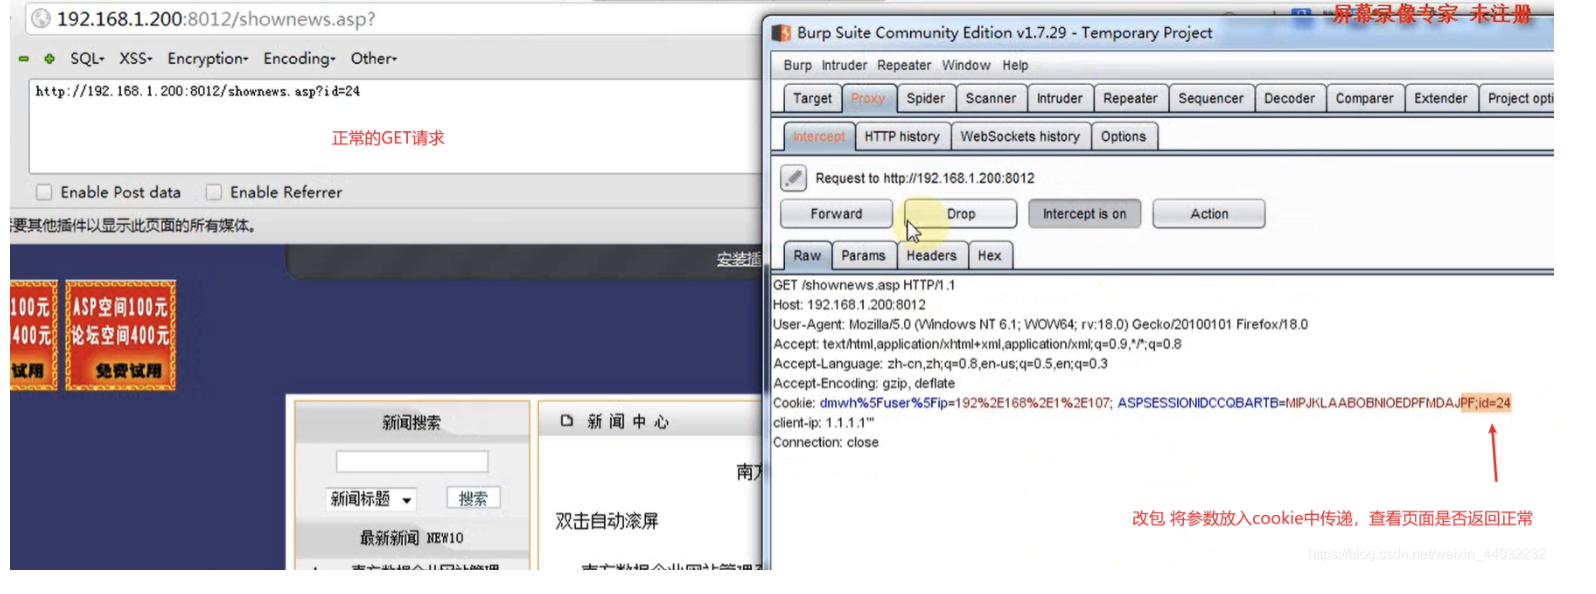 192.168.1.200:8012/shownews.asp?
SQL- XSS- Encryption- Encoding- Other-
http://192.168.1.200:8012/shownews.asp?id=24
正常的GET请求
Enable Post data Enable Referrer
要其他插件以显示此页面的所有媒体。
安装插
100元
400元
试用
ASP空间100元
论坛空间400元
免费试用
新闻搜索
新闻标题 搜索
最新新闻 NEW10
新 闻 中 心
南方
双击自动滚屏
屏幕录像专家 未注册
Burp Suite Community Edition v1.7.29 - Temporary Project
Burp Intruder Repeater Window Help
Target Proxy Spider Scanner Intruder Repeater Sequencer Decoder Comparer Extender Project opti
Intercept HTTP history WebSockets history Options
Request to http://192.168.1.200:8012
Forward Drop Intercept is on Action
Raw Params Headers Hex
GET /shownews.asp HTTP/1.1
Host: 192.168.1.200:8012
User-Agent: Mozilla/5.0 (Windows NT 6.1; WOW64; rv:18.0) Gecko/20100101 Firefox/18.0
Accept: text/html,application/xhtml+xml,application/xml;q=0.9,*/*;q=0.8
Accept-Language: zh-cn,zh;q=0.8,en-us;q=0.5,en;q=0.3
Accept-Encoding: gzip, deflate
Cookie: dmwh%5Fuser%5Fip=192%2E168%2E1%2E107; ASPSESSIONIDCCQBARTB=MIPJKLAABOBNIOEDPFMDAJPF;id=24
client-ip: 1.1.1.1'"
Connection: close
改包 将参数放入cookie中传递，查看页面是否返回正常
https://blog.csdn.net/weixin_44032232